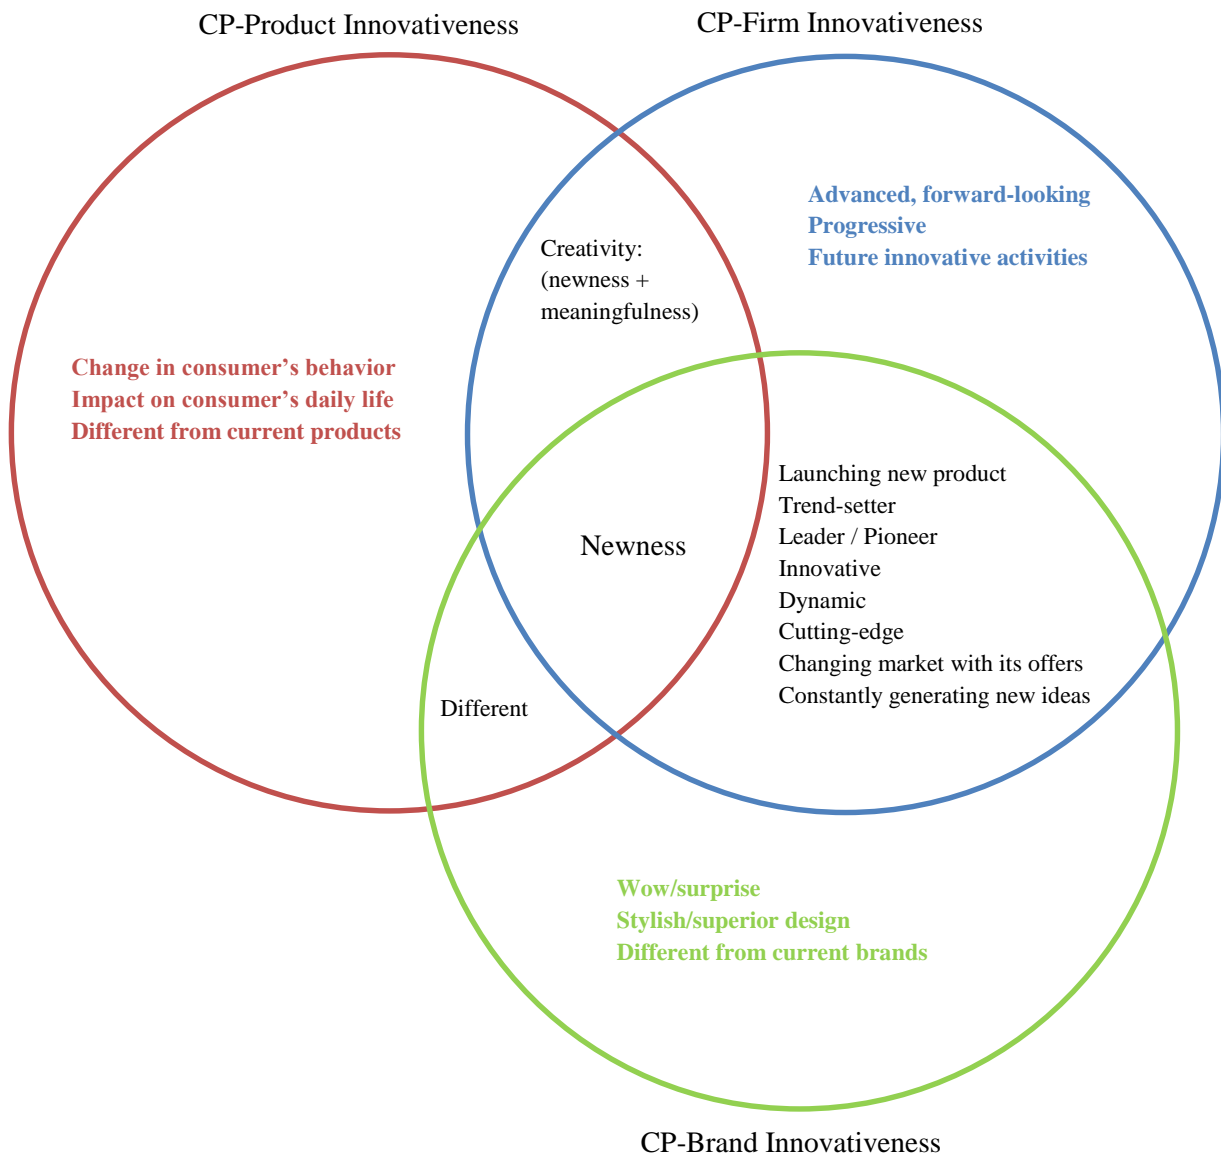 CP-Product Innovativeness
CP-Firm Innovativeness
Advanced, forward-looking
Progressive
Future innovative activities
Creativity:
(newness +
meaningfulness)
Change in consumer’s behavior
Impact on consumer’s daily life
Different from current products
Launching new product
Trend-setter
Leader / Pioneer
Innovative
Dynamic
Cutting-edge
Changing market with its offers
Constantly generating new ideas
Newness
Different
Wow/surprise
Stylish/superior design
Different from current brands
CP-Brand Innovativeness